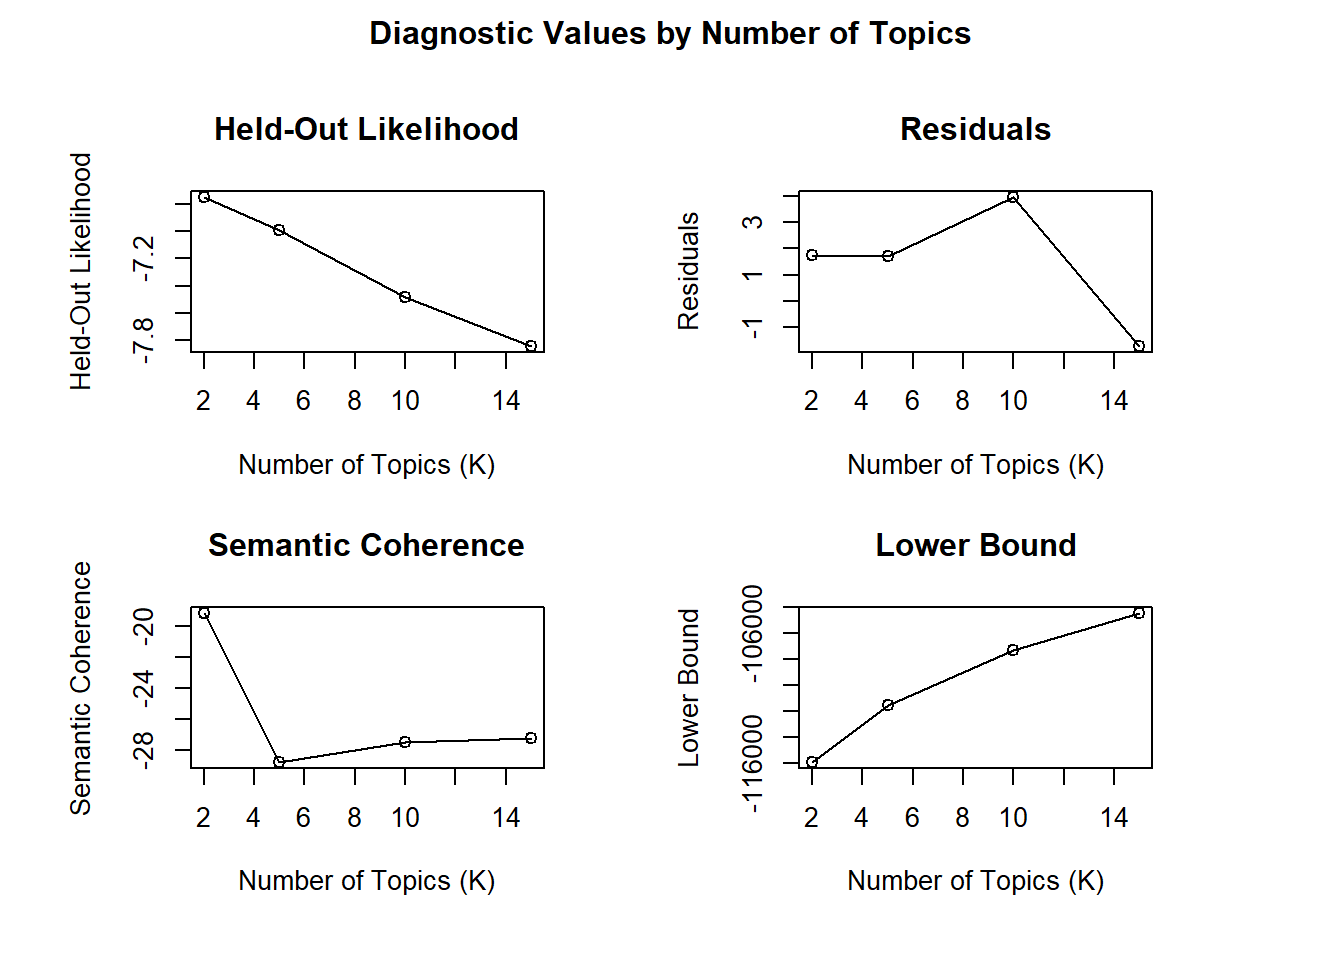 Diagnostic Values by Number of Topics
Held-Out Likelihood
Held-Out Likelihood
-7.2
-7.8
2 4 6 8 10 14
Number of Topics (K)
Residuals
Residuals
3
1
-1
2 4 6 8 10 14
Number of Topics (K)
Semantic Coherence
Semantic Coherence
-20
-24
-28
2 4 6 8 10 14
Number of Topics (K)
Lower Bound
Lower Bound
-106000
-116000
2 4 6 8 10 14
Number of Topics (K)